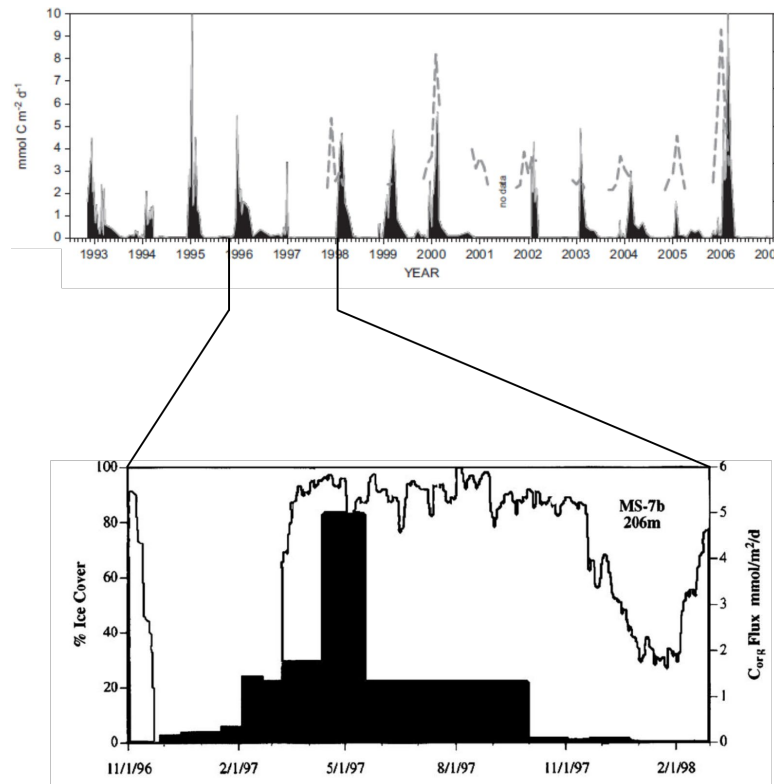 10
9
8
7
6
5
4
3
2
1
0
mmol C m-2 d-1
no data
1993 1994 1995 1996 1997 1998 1999 2000 2001 2002 2003 2004 2005 2006 200
YEAR
100
80
60
40
20
0
% Ice Cover
MS-7b
206m
6
5
4
3
2
1
0
Corg Flux mmol/m2/d
11/1/96 2/1/97 5/1/97 8/1/97 11/1/97 2/1/98